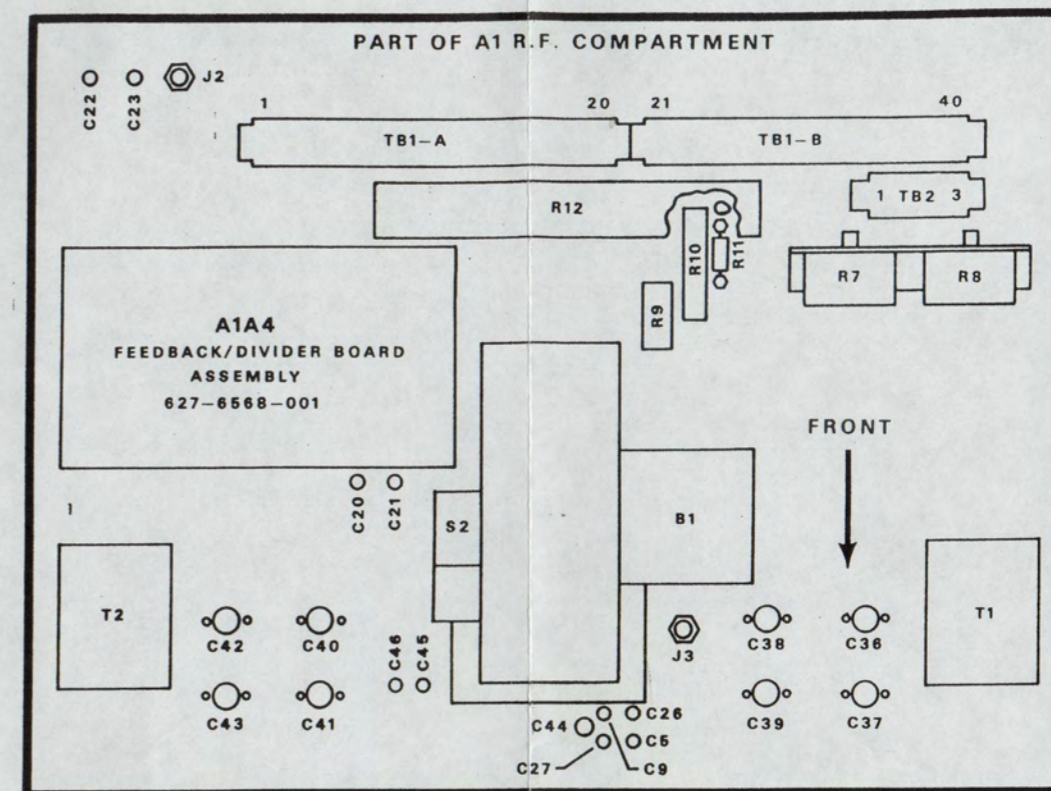 PART OF A1 R.F. COMPARTMENT
C22
C23
J2
1
20
21
40
TB1-A
TB1-B
1 TB2 3
R12
R10
R11
R7
R8
R9
A1A4
FEEDBACK/DIVIDER BOARD
ASSEMBLY
627-6568-001
FRONT
C20
C21
S2
B1
T2
C42
C40
C46
C45
J3
C38
C36
T1
C43
C41
C39
C37
C44
C26
C5
C27
C9